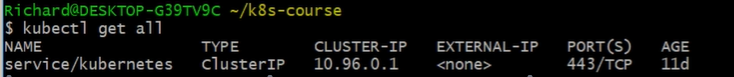 Richard@DESKTOP-G39TV9C ~/k8s-course
$ kubectl get all
NAME TYPE CLUSTER-IP EXTERNAL-IP PORT(S) AGE
service/kubernetes ClusterIP 10.96.0.1 <none> 443/TCP 11d